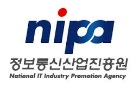 nipa
정보통신산업진흥원
National IT Industry Promotion Agency